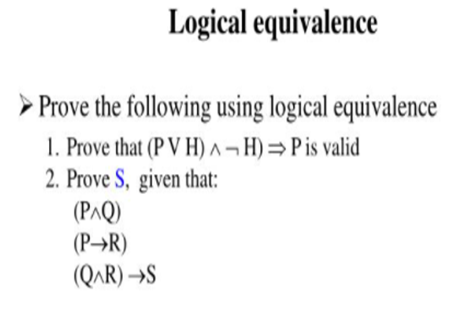 Logical equivalence
➢ Prove the following using logical equivalence
1. Prove that (P V H) ∧ ¬ H) ⇒ P is valid
2. Prove S, given that:
(P∧Q)
(P→R)
(Q∧R) →S